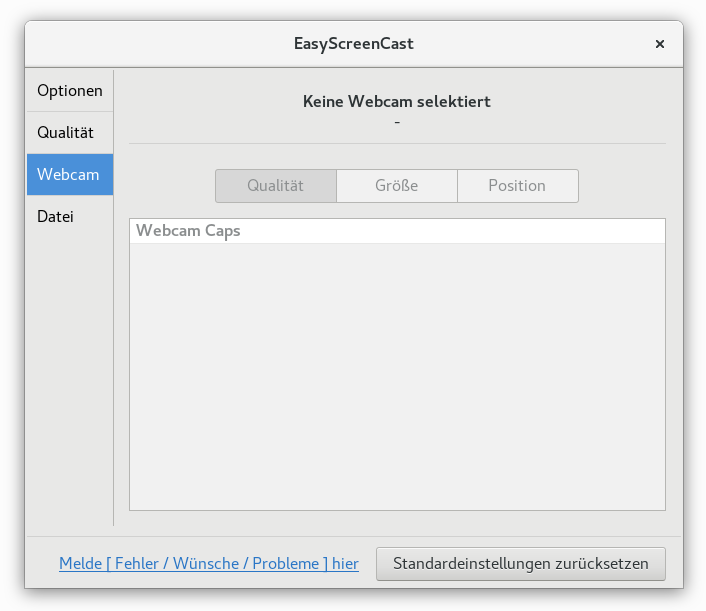 EasyScreenCast
Optionen
Qualität
Webcam
Datei
Keine Webcam selektiert
-
Qualität Größe Position
Webcam Caps
Melde [ Fehler / Wünsche / Probleme ] hier Standardeinstellungen zurücksetzen